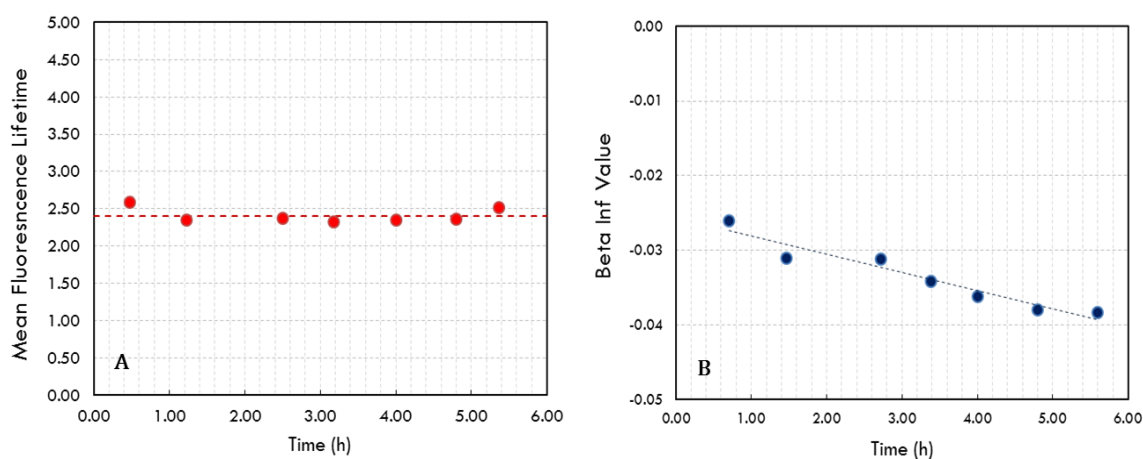 5.00
4.50
4.00
3.50
3.00
2.50
2.00
1.50
1.00
0.50
0.00
Mean Fluorescence Lifetime
A
0.00 1.00 2.00 3.00 4.00 5.00 6.00
Time (h)
0.00
-0.01
-0.02
-0.03
-0.04
-0.05
Beta Inf Value
B
0.00 1.00 2.00 3.00 4.00 5.00 6.00
Time (h)